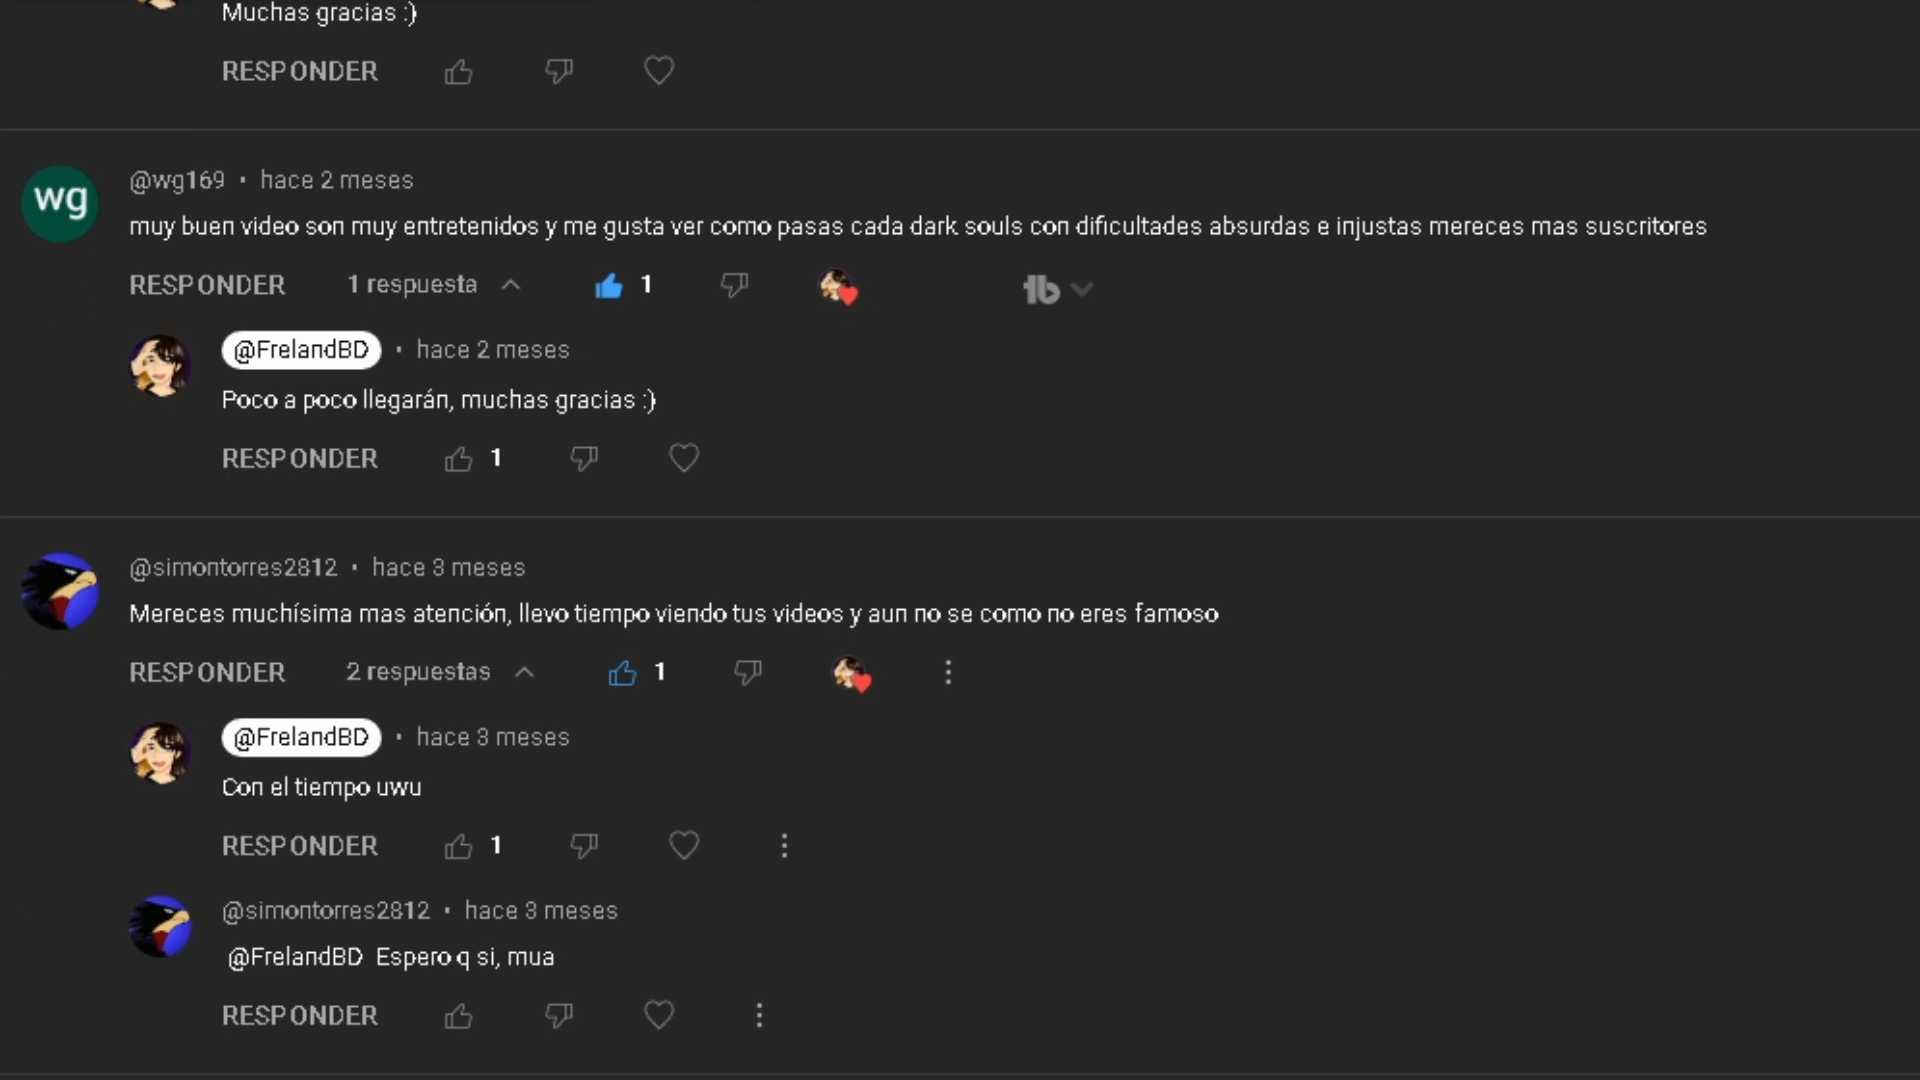 Muchas gracias :)
RESPONDER
@wg169 · hace 2 meses
muy buen video son muy entretenidos y me gusta ver como pasas cada dark souls con dificultades absurdas e injustas mereces mas suscritores
RESPONDER 1 respuesta 1
@FrelandBD · hace 2 meses
Poco a poco llegarán, muchas gracias :)
RESPONDER 1
@simontorres2812 · hace 3 meses
Mereces muchísima mas atención, llevo tiempo viendo tus videos y aun no se como no eres famoso
RESPONDER 2 respuestas 1
@FrelandBD · hace 3 meses
Con el tiempo uwu
RESPONDER 1
@simontorres2812 · hace 3 meses
@FrelandBD Espero q si, mua
RESPONDER
wg